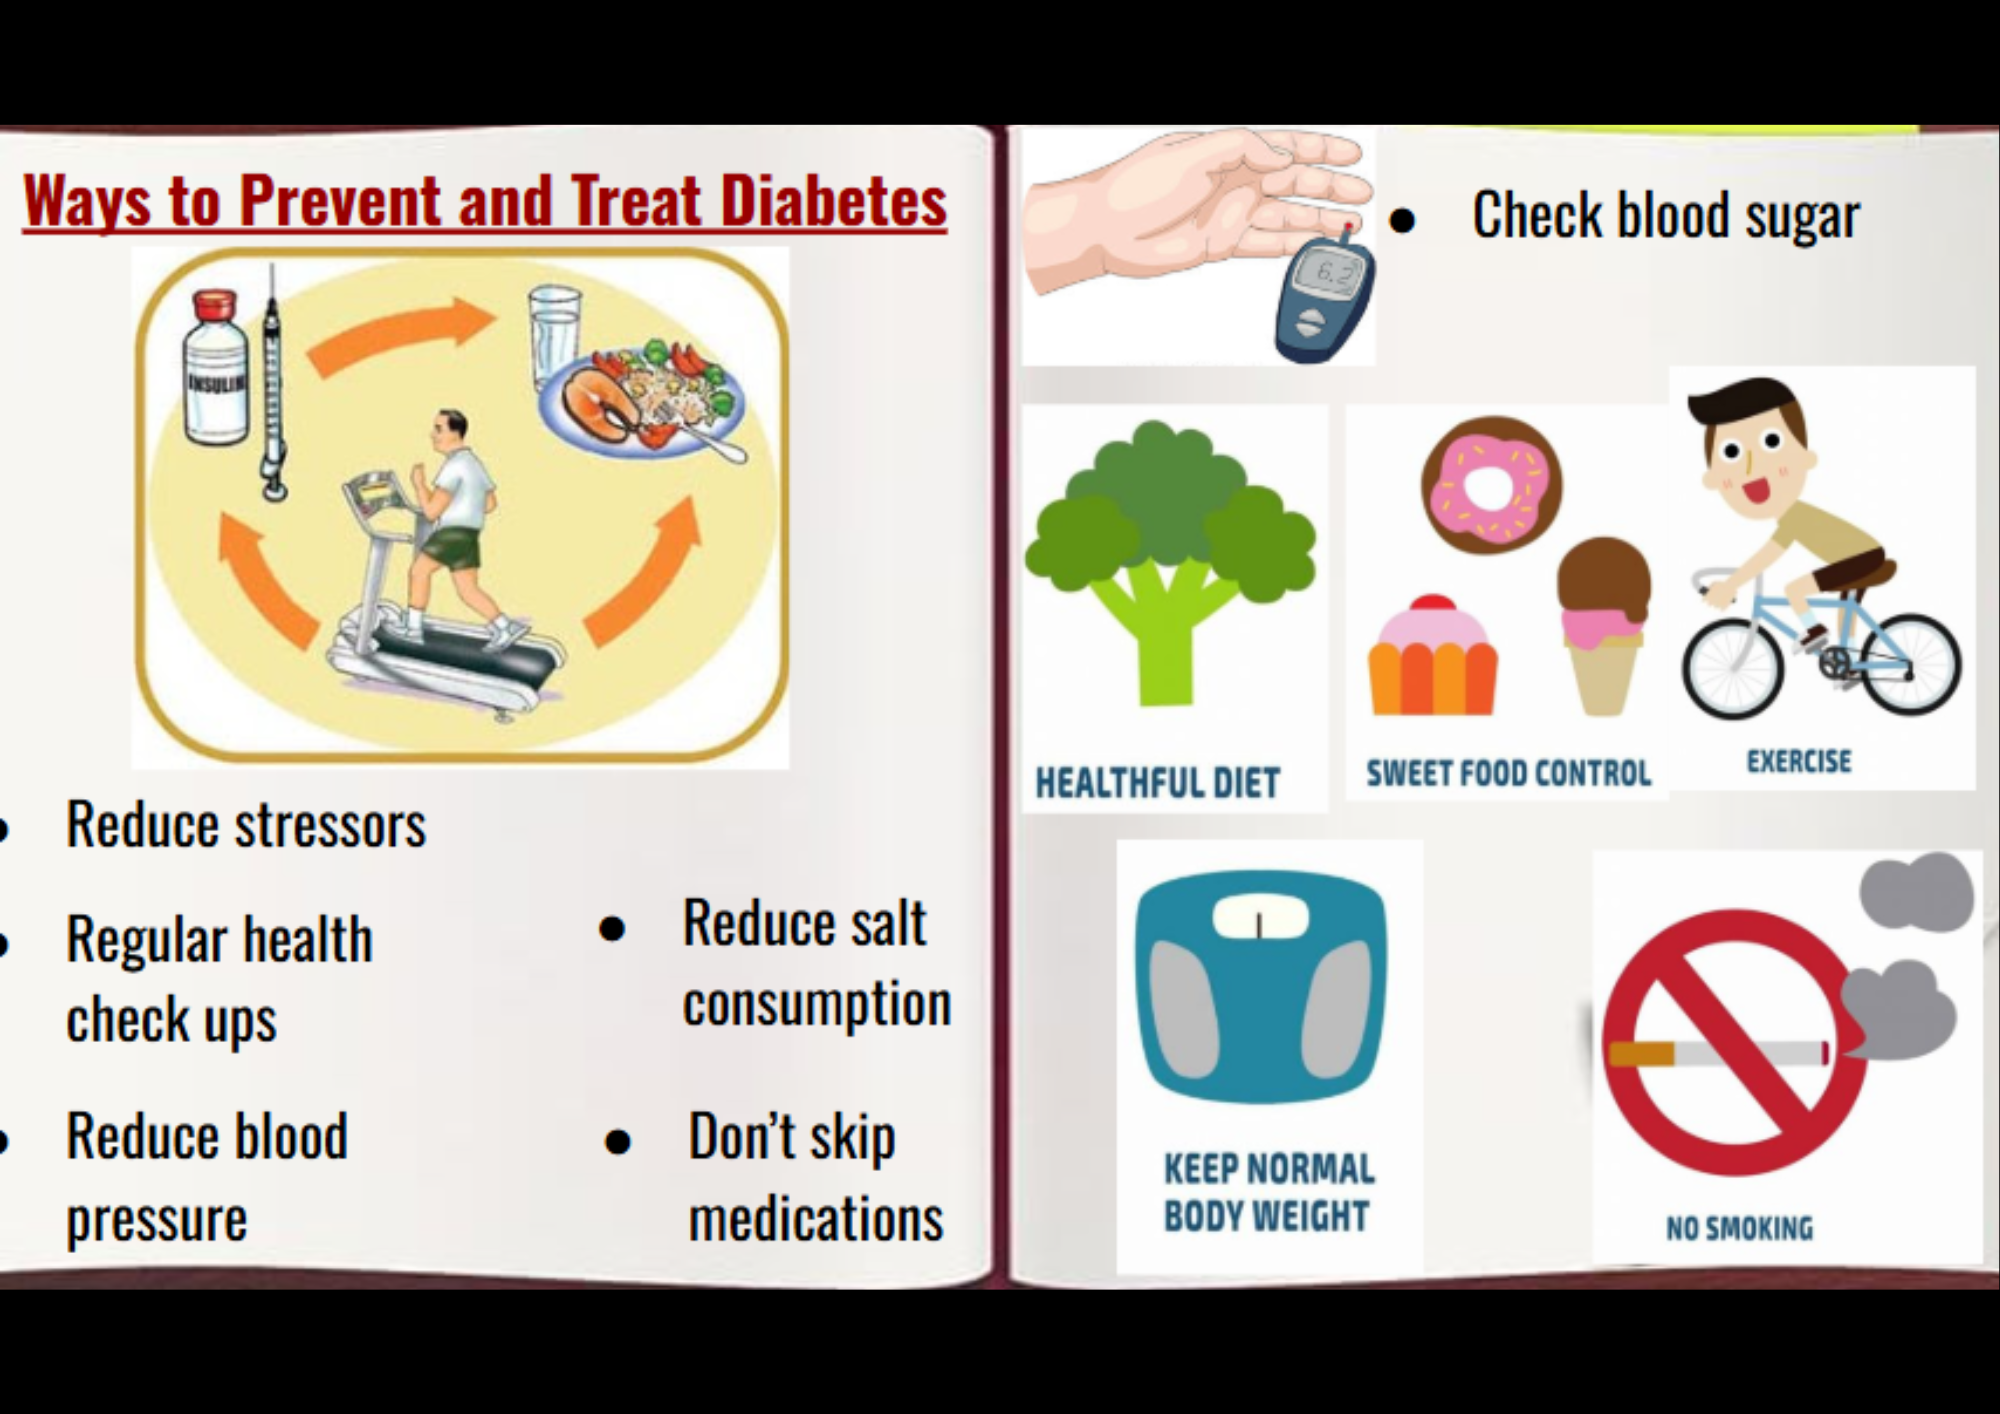 Ways to Prevent and Treat Diabetes
INSULIN
• Reduce stressors
• Regular health
check ups
• Reduce blood
pressure
• Reduce salt
consumption
• Don't skip
medications
6.2
• Check blood sugar
HEALTHFUL DIET
SWEET FOOD CONTROL
EXERCISE
KEEP NORMAL
BODY WEIGHT
NO SMOKING